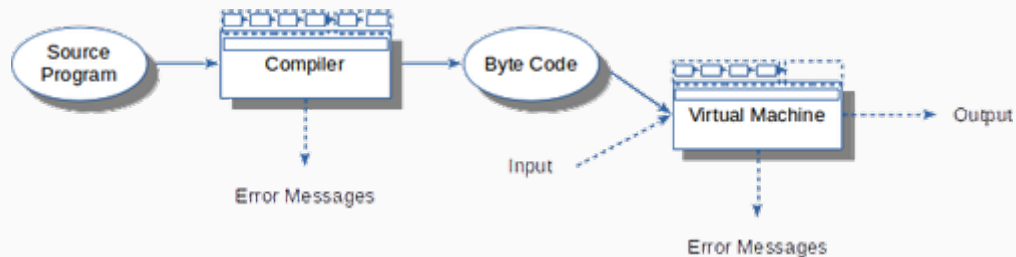 Source
Program
Compiler
Byte Code
Virtual Machine
Output
Input
Error Messages
Error Messages